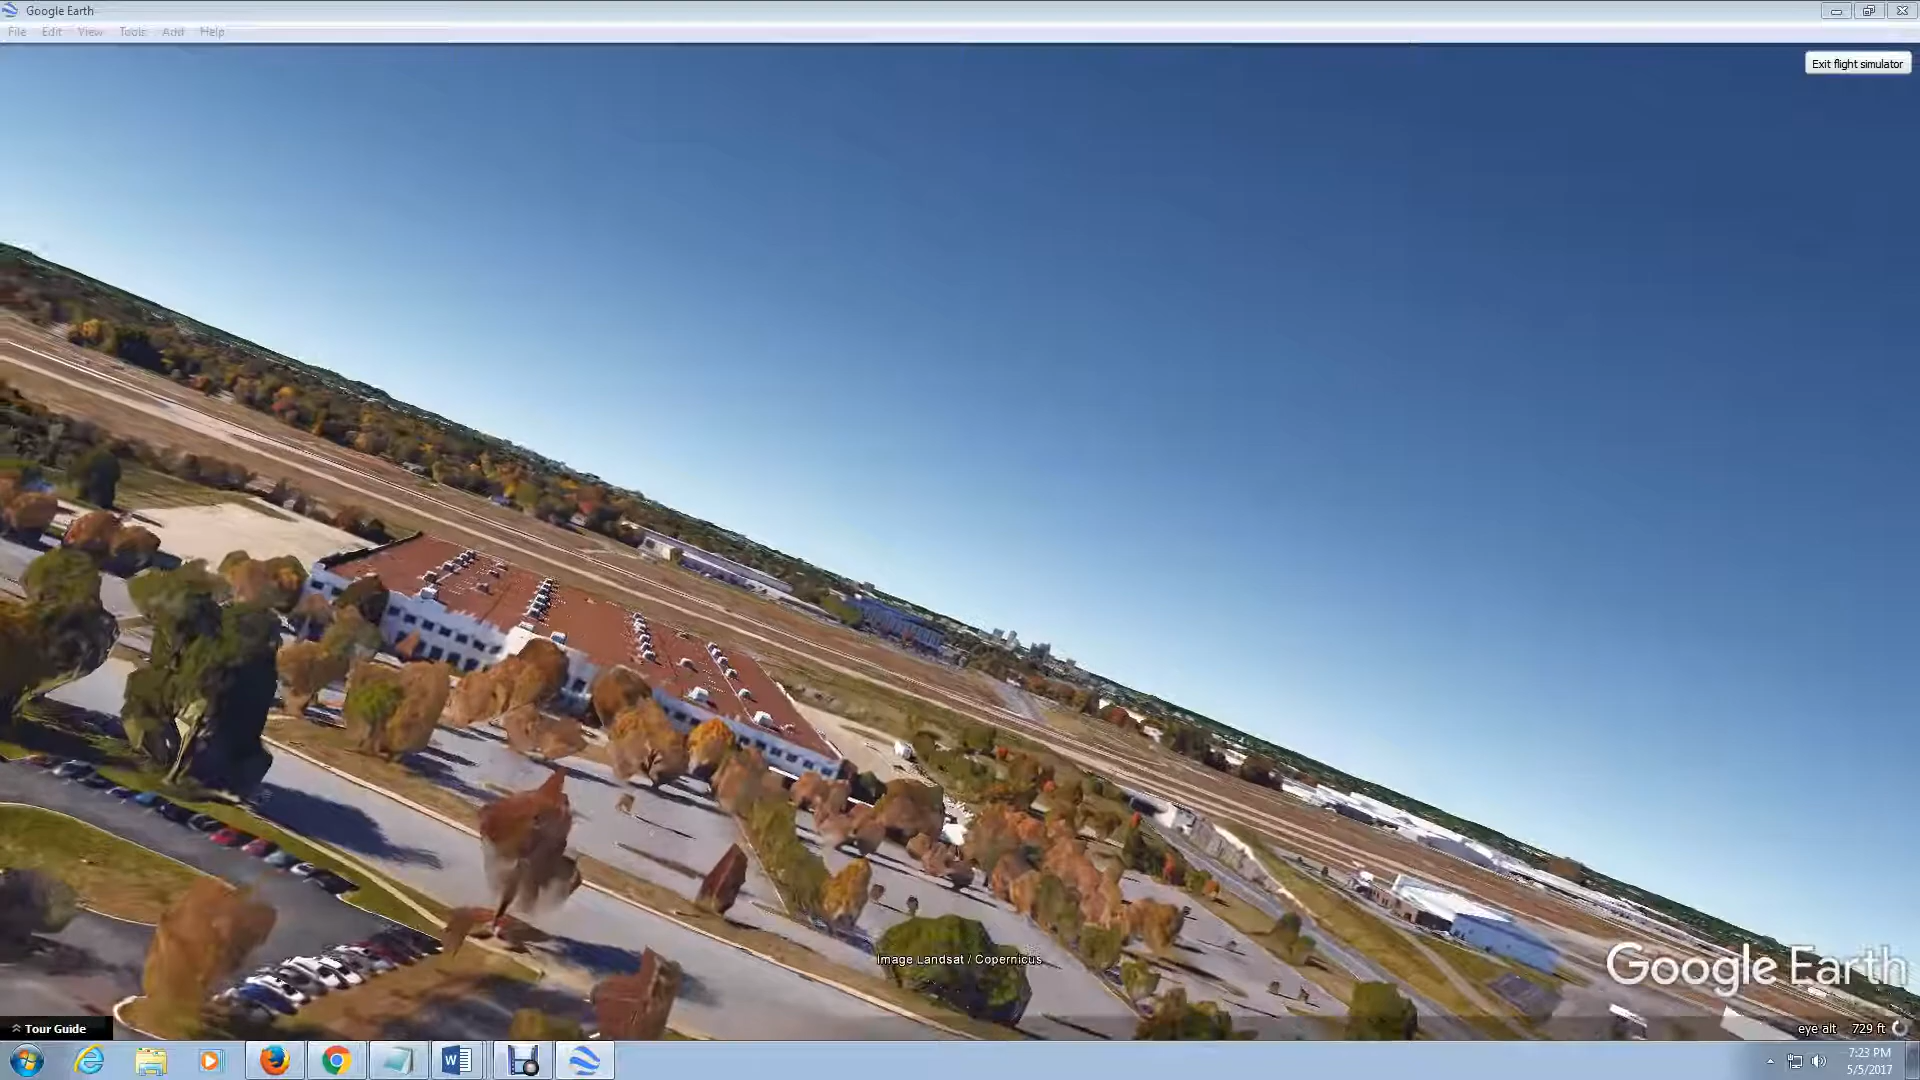 Google Earth
File Edit View Tools Add Help
Exit flight simulator
Image Landsat / Copernicus
Google Earth
Tour Guide
eye alt 729 ft
7:23 PM
5/5/2017